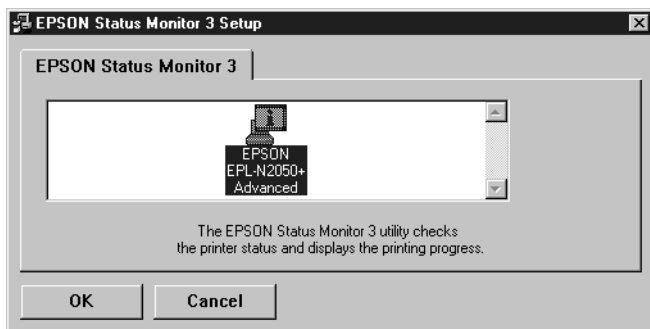 EPSON Status Monitor 3 Setup
EPSON Status Monitor 3
EPSON
EPL-N2050+
Advanced
The EPSON Status Monitor 3 utility checks
the printer status and displays the printing progress.
OK Cancel